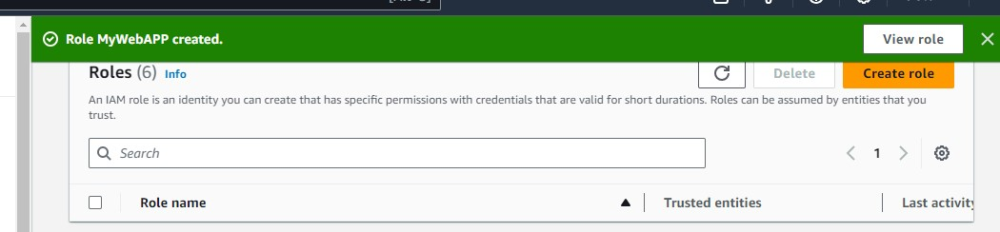 Role MyWebAPP created.
View role
Roles (6) Info
Delete
Create role
An IAM role is an identity you can create that has specific permissions with credentials that are valid for short durations. Roles can be assumed by entities that you
trust.
Search
1
Role name
Trusted entities
Last activity